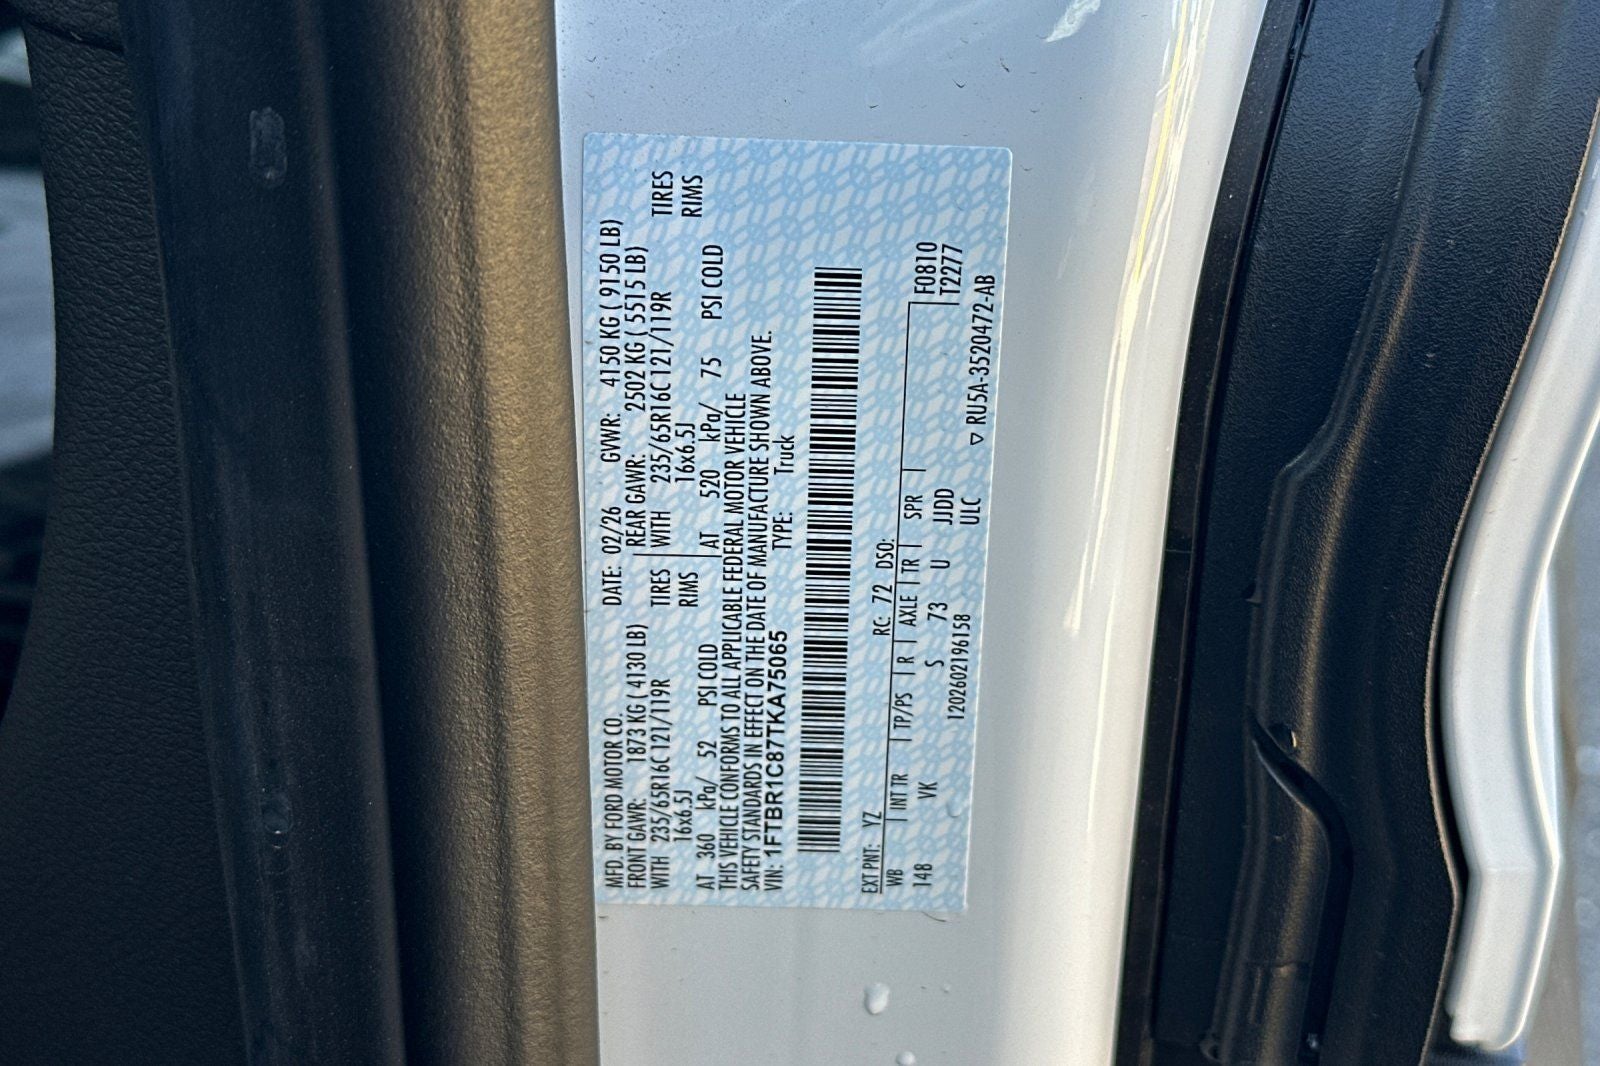 MFD. BY FORD MOTOR CO. DATE: 02/26 GVWR: 4150 KG ( 9150 LB)
FRONT GAWR: 1873 KG ( 4130 LB) REAR GAWR: 2502 KG ( 5515 LB)
WITH 235/65R16C 121/119R TIRES WITH 235/65R16C 121/119R TIRES
16x6.5J RIMS 16x6.5J RIMS
AT 360 kPa/ 52 PSI COLD AT 520 kPa/ 75 PSI COLD
THIS VEHICLE CONFORMS TO ALL APPLICABLE FEDERAL MOTOR VEHICLE
SAFETY STANDARDS IN EFFECT ON THE DATE OF MANUFACTURE SHOWN ABOVE.
VIN: 1FTBR1C87TKA75065 TYPE: Truck
EXT PNT: YZ RC: 72 DSO:
WB INT TR TP/PS R AXLE TR SPR F0810
148 VK S 73 U JJDD T2277
120260219615​8 ULC ▽ RU5A-3520472-AB